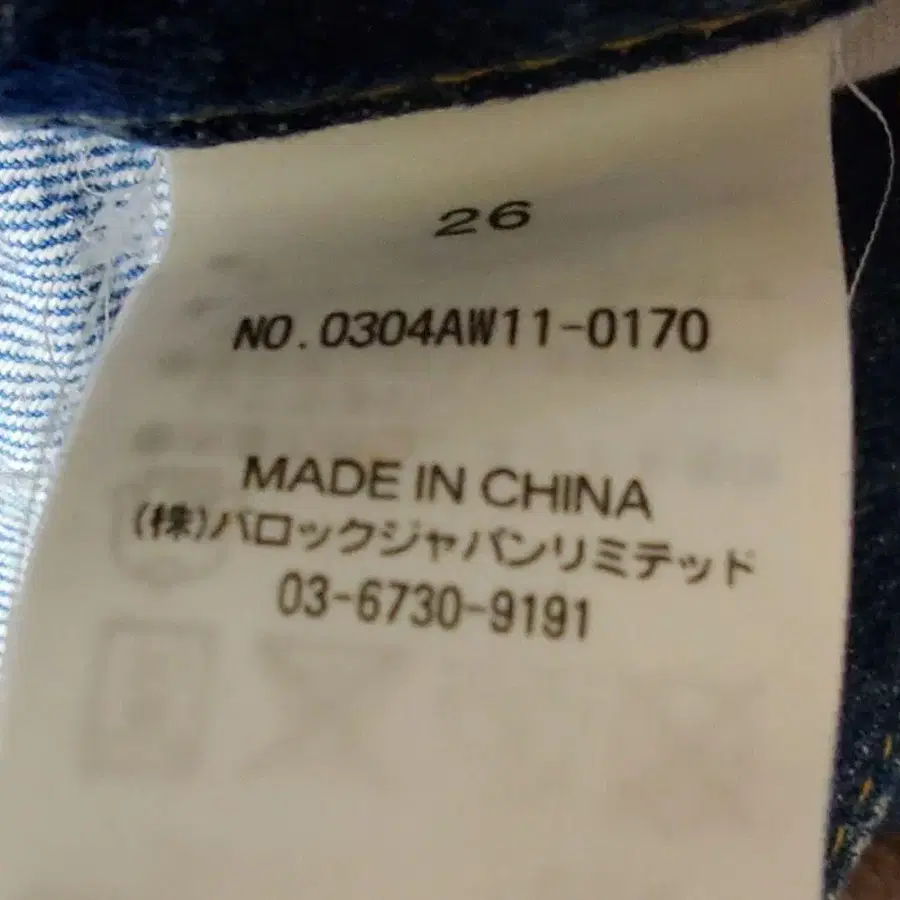 26
NO.0304AW11-0170
MADE IN CHINA
(株)バロックジャパンリミテッド
03-6730-9191